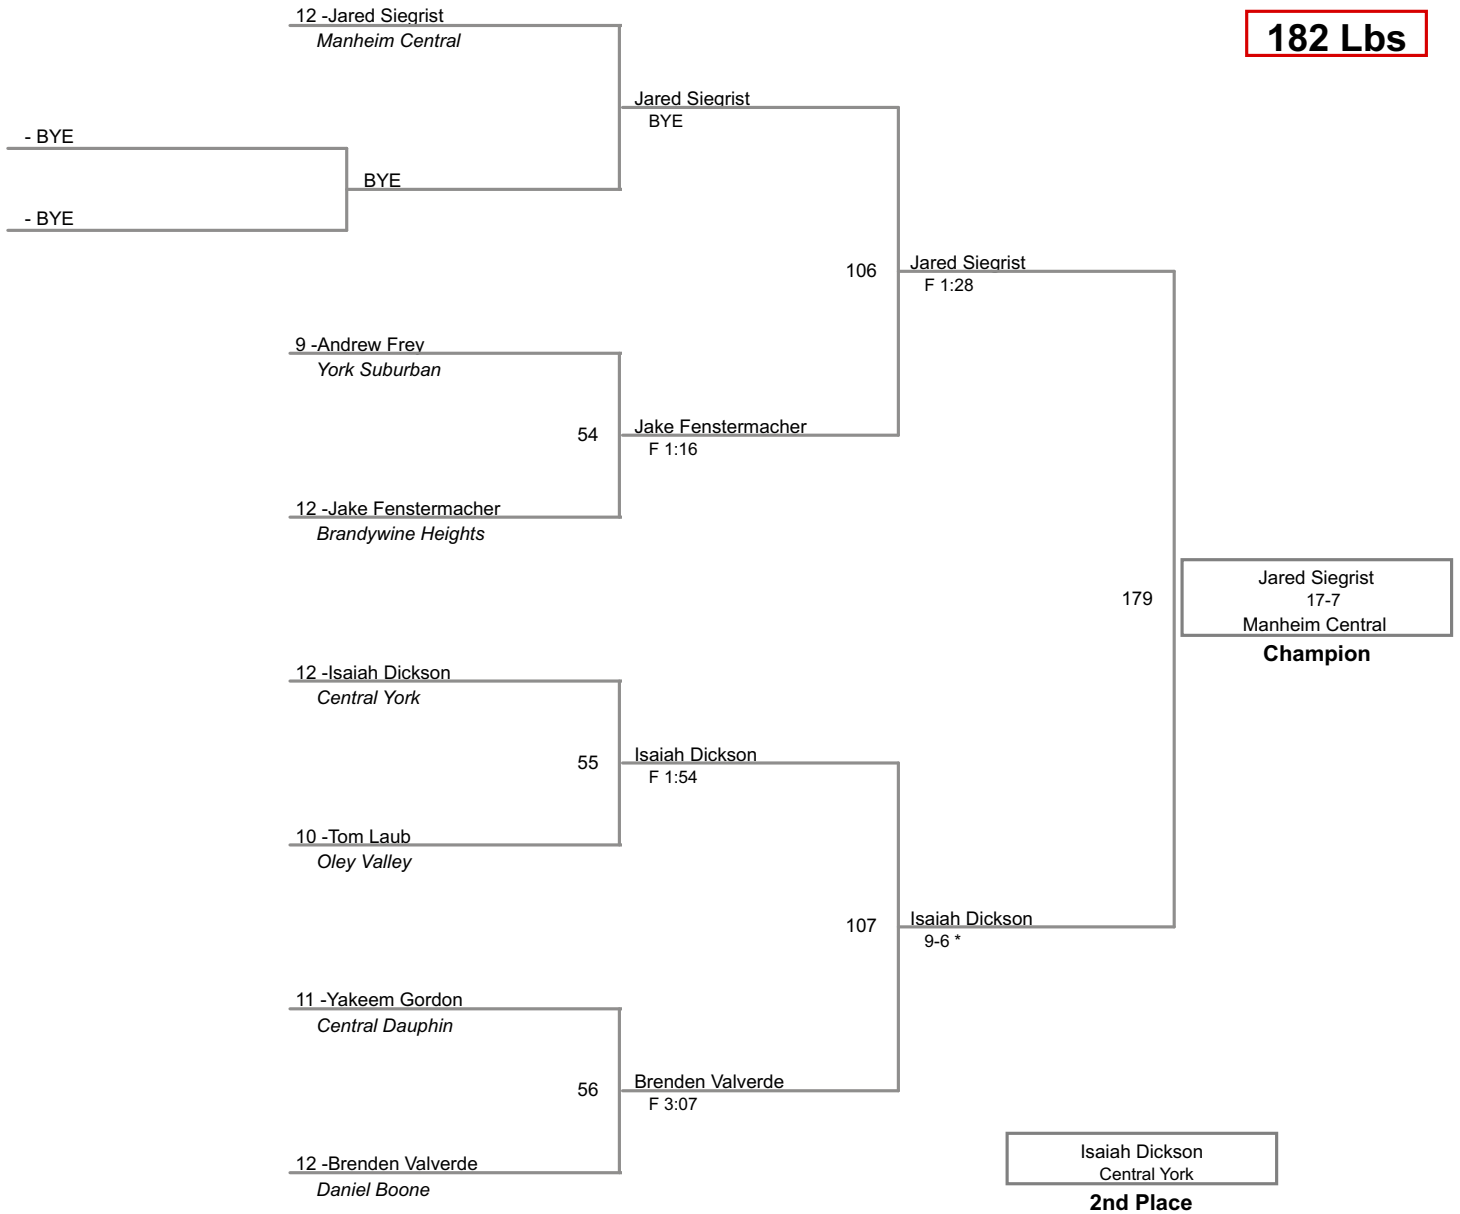 12 -Jared Siegrist
Manheim Central
182 Lbs
Jared Siegrist
BYE
- BYE
BYE
- BYE
106
Jared Siegrist
F 1:28
9 -Andrew Frey
York Suburban
54
Jake Fenstermacher
F 1:16
12 -Jake Fenstermacher
Brandywine Heights
179
Jared Siegrist
17-7
Manheim Central
Champion
12 -Isaiah Dickson
Central York
55
Isaiah Dickson
F 1:54
10 -Tom Laub
Oley Valley
107
Isaiah Dickson
9-6 *
11 -Yakeem Gordon
Central Dauphin
56
Brenden Valverde
F 3:07
12 -Brenden Valverde
Daniel Boone
Isaiah Dickson
Central York
2nd Place